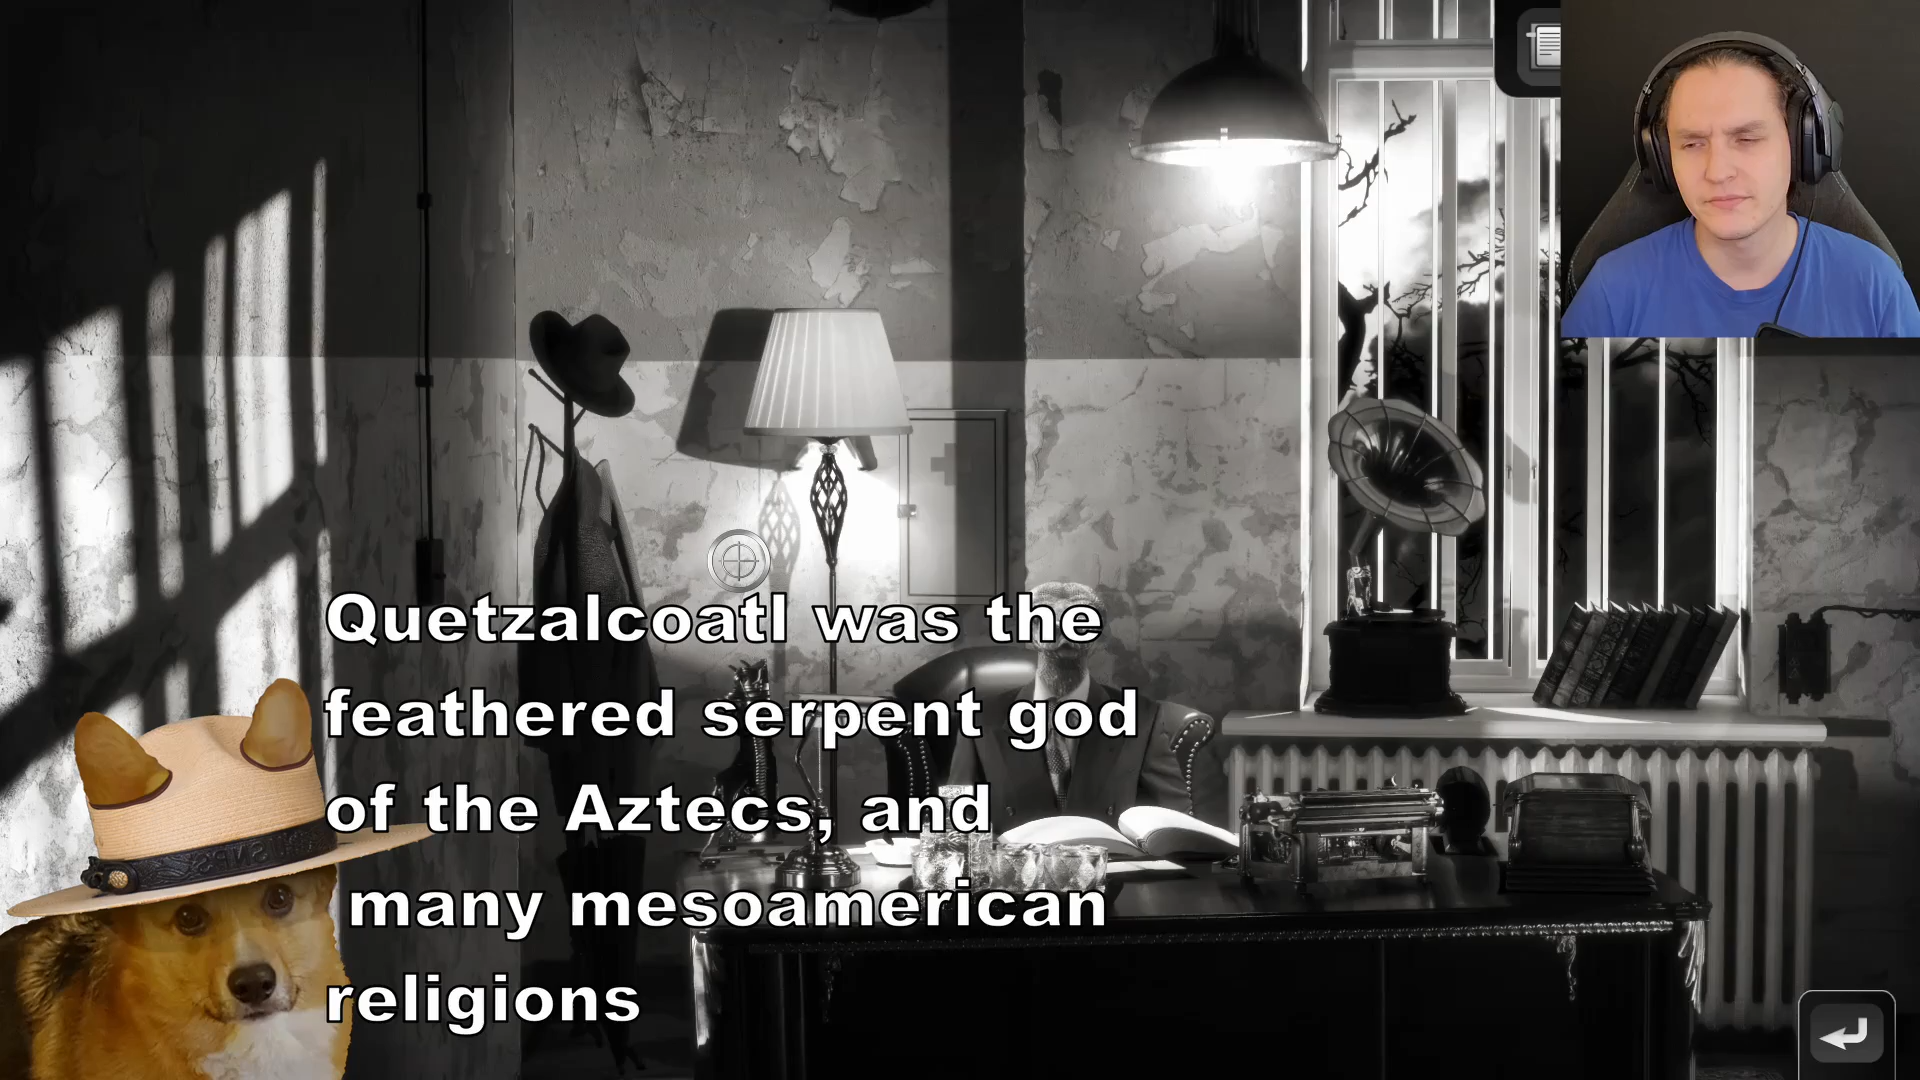 Quetzalcoatl was the
feathered serpent god
of the Aztecs, and
many mesoamerican
religions